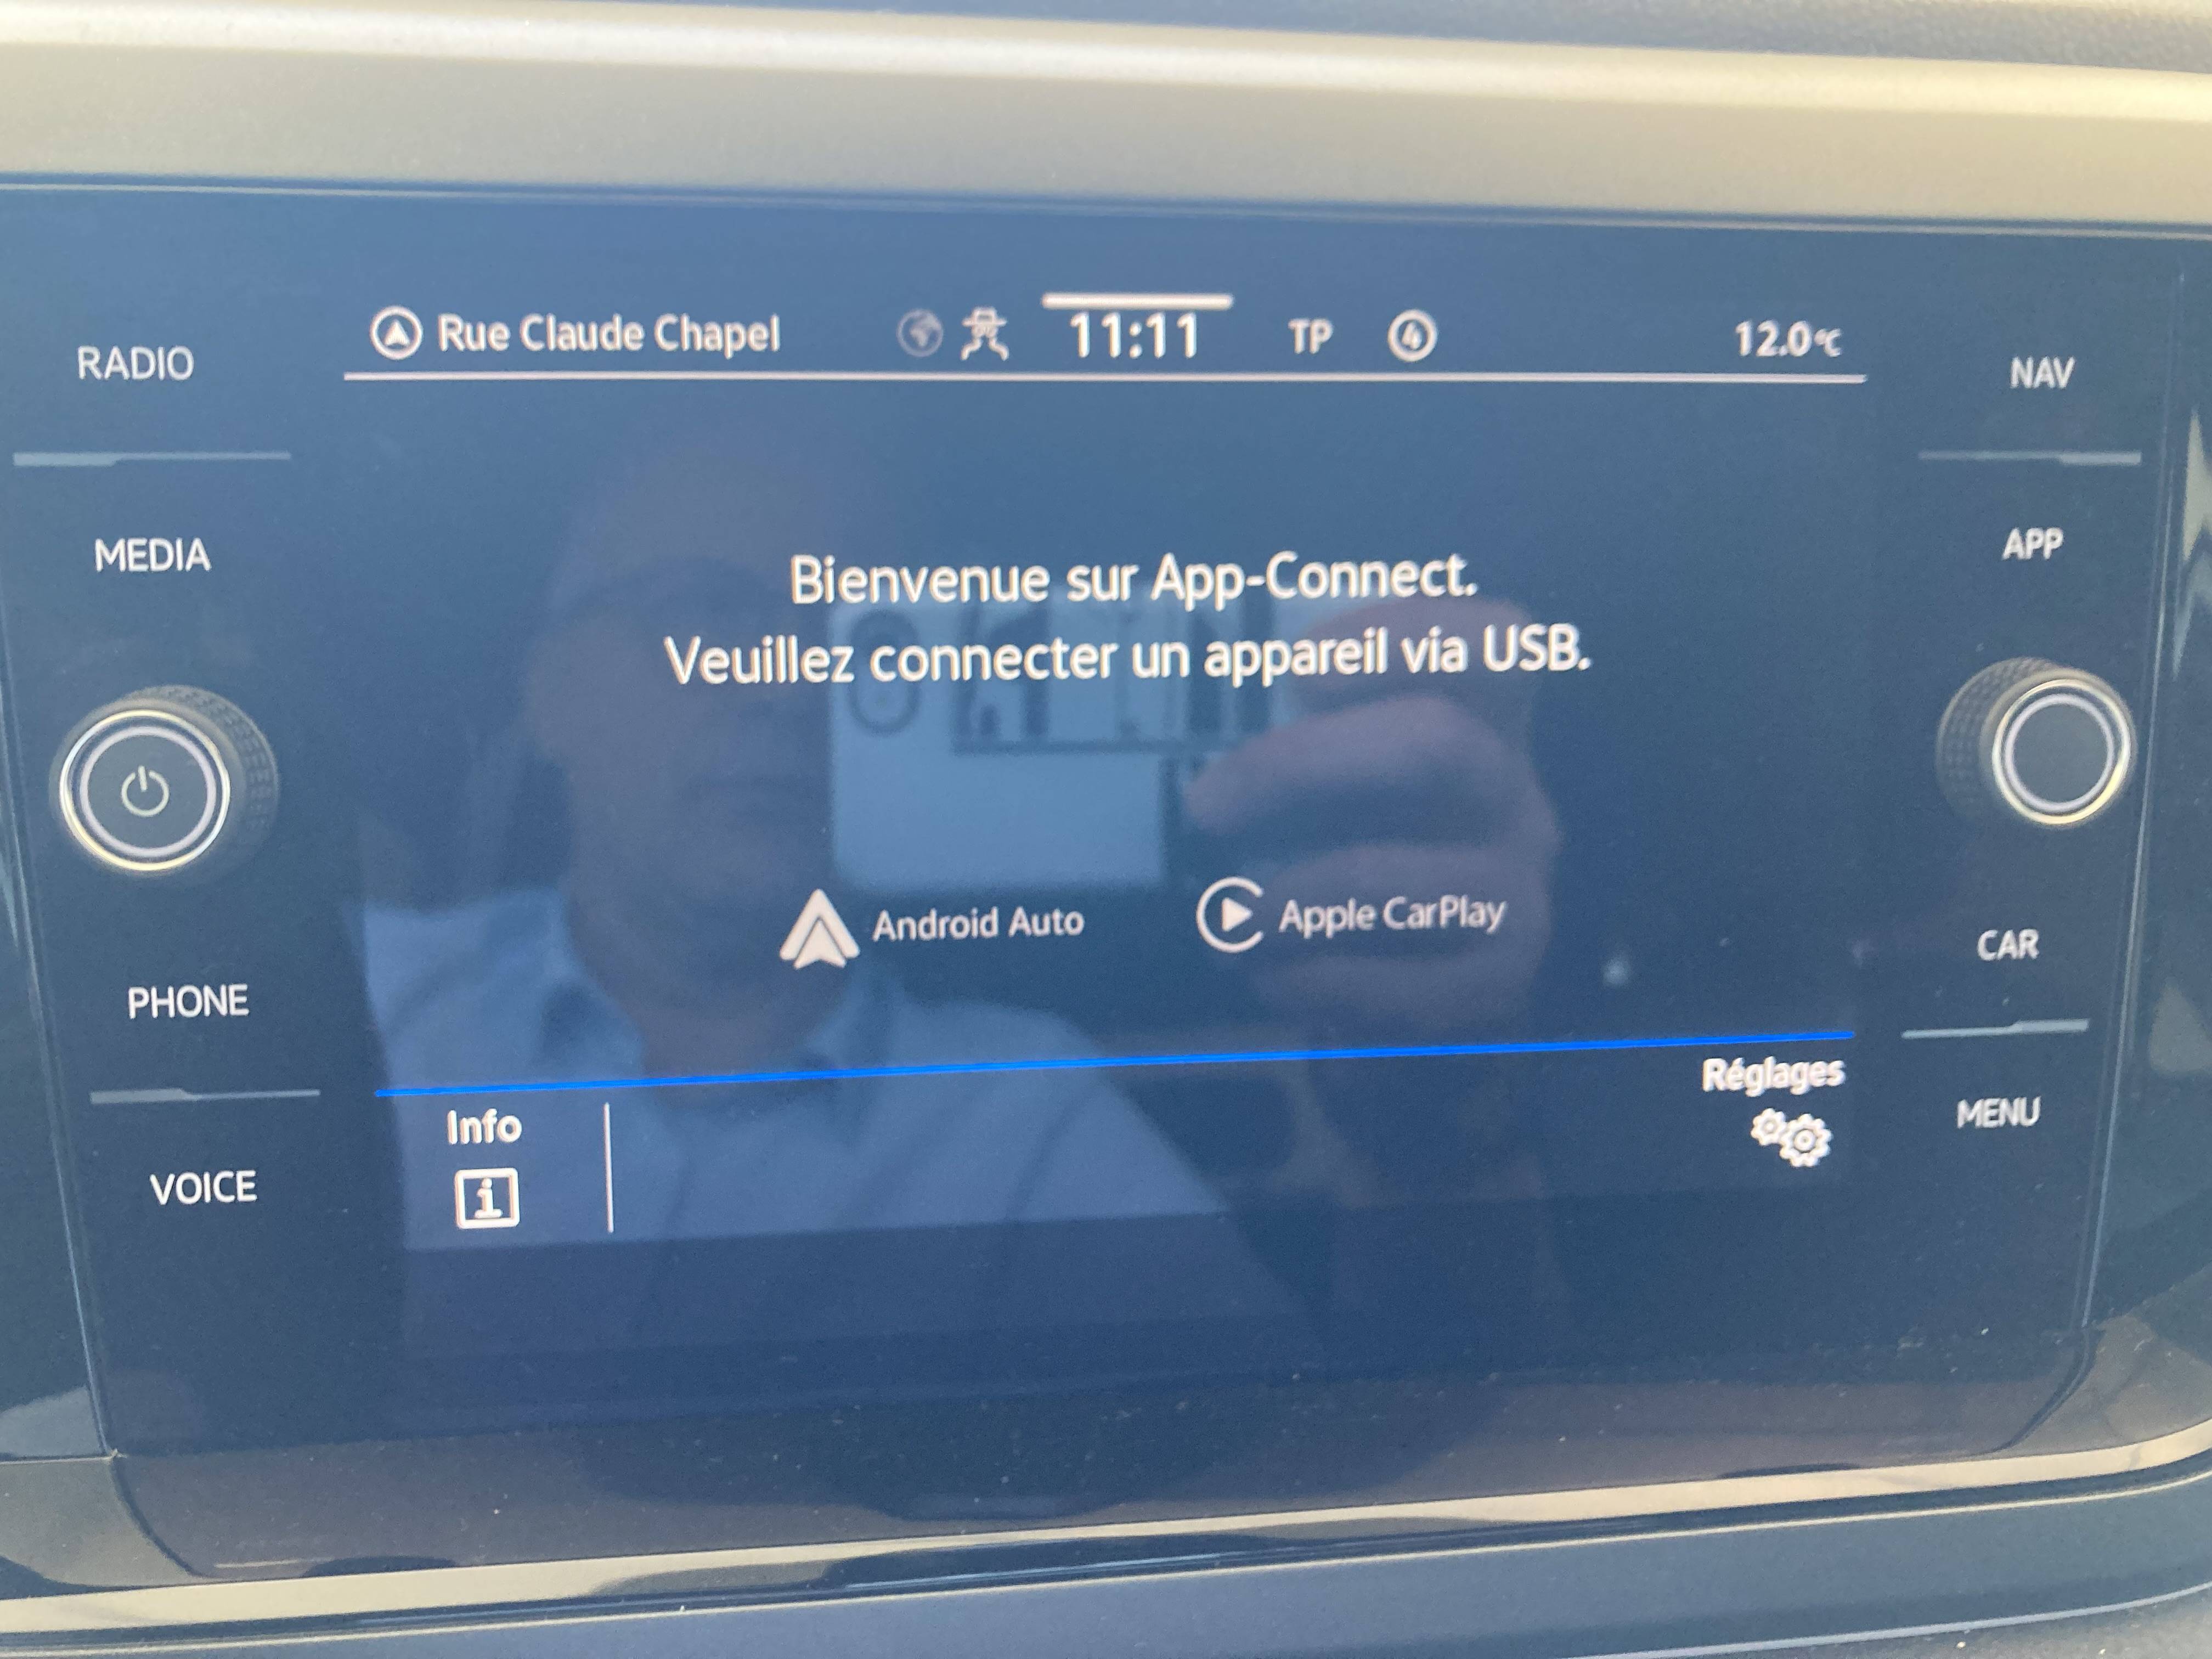 Rue Claude Chapel
11:11
TP
12.0°C
RADIO
MEDIA
PHONE
VOICE
Bienvenue sur App-Connect.
Veuillez connecter un appareil via USB.
Android Auto
Apple CarPlay
Info
Réglages
NAV
APP
CAR
MENU